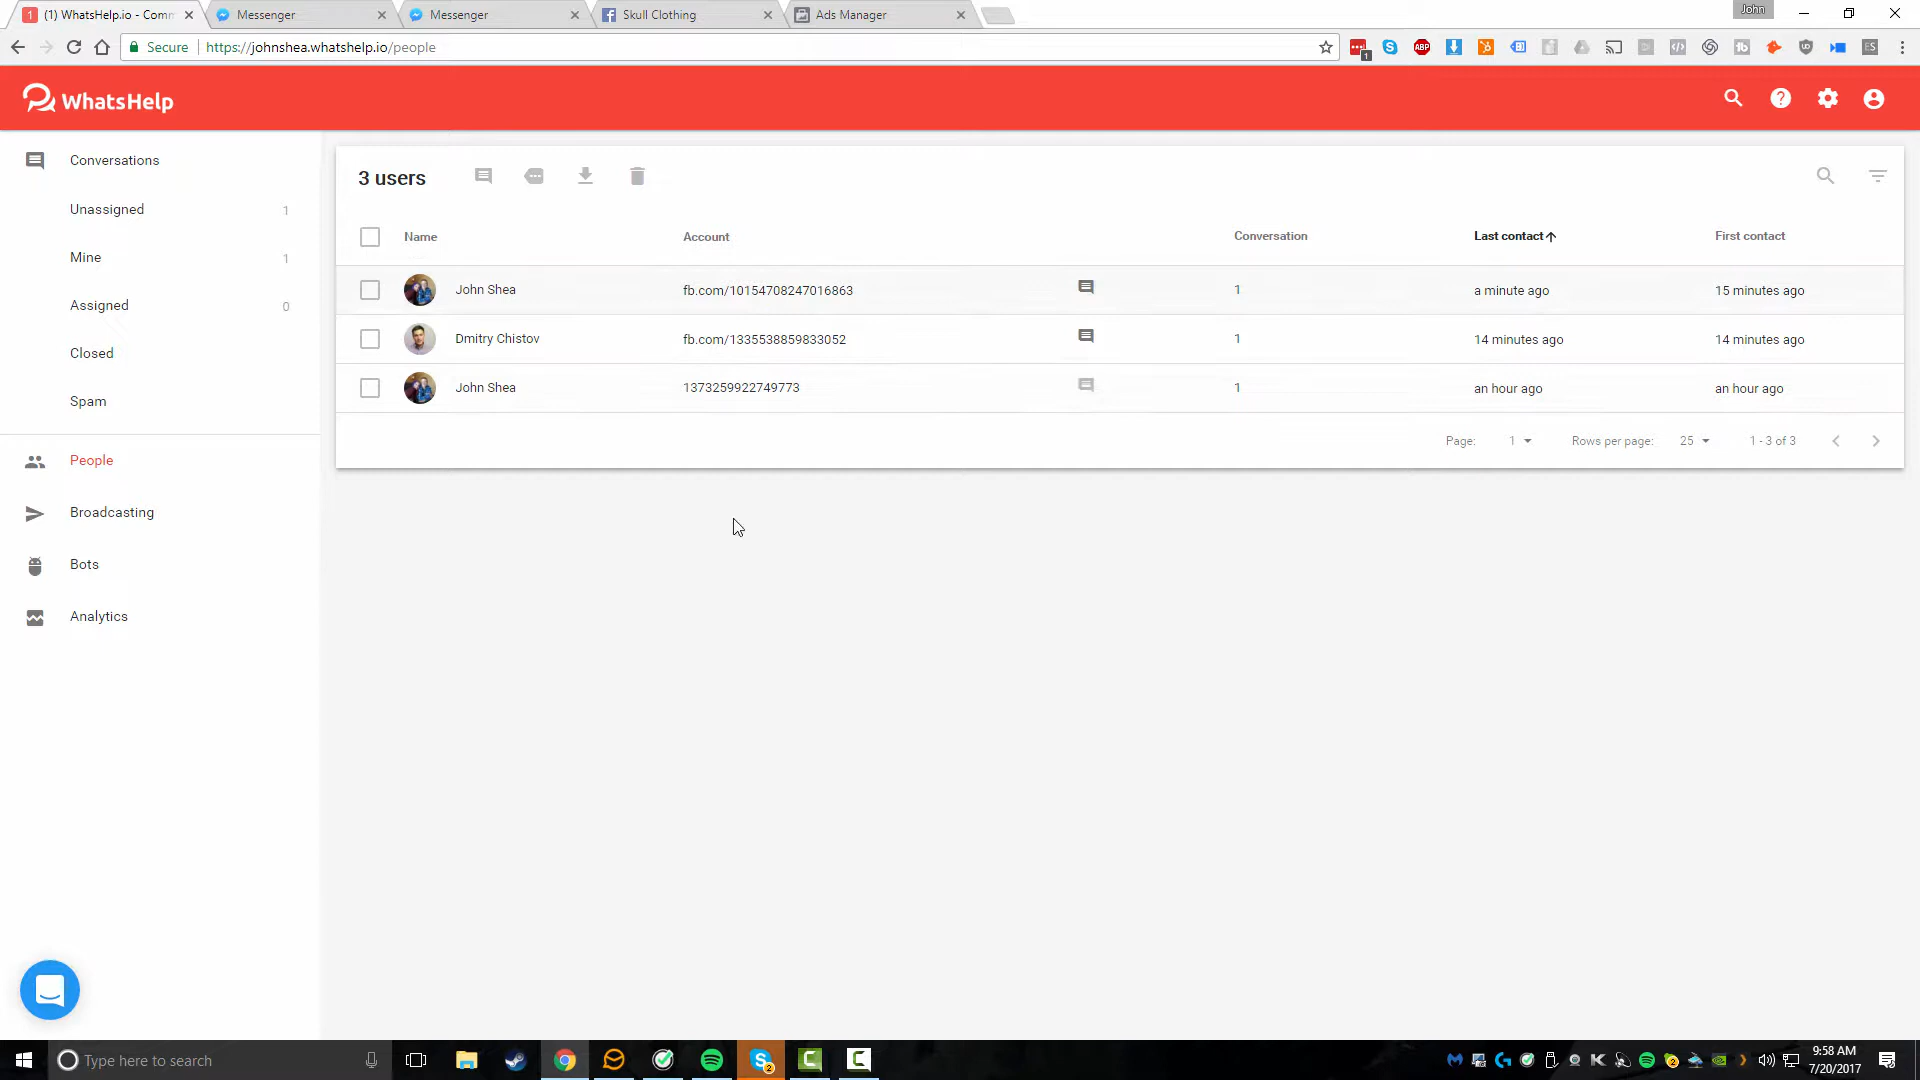 (1) WhatsHelp.io - Comm
Messenger
Messenger
Skull Clothing
Ads Manager
John
Secure
https://johnshea.whatshelp.io/people
WhatsHelp
Conversations
Unassigned 1
Mine 1
Assigned 0
Closed
Spam
People
Broadcasting
Bots
Analytics
3 users
Name Account Conversation Last contact First contact
John Shea fb.com/10154708247016863 1 a minute ago 15 minutes ago
Dmitry Chistov fb.com/1335538859833052 1 14 minutes ago 14 minutes ago
John Shea 1373259922749773 1 an hour ago an hour ago
Page: 1 Rows per page: 25 1 - 3 of 3
Type here to search
9:58 AM
7/20/2017